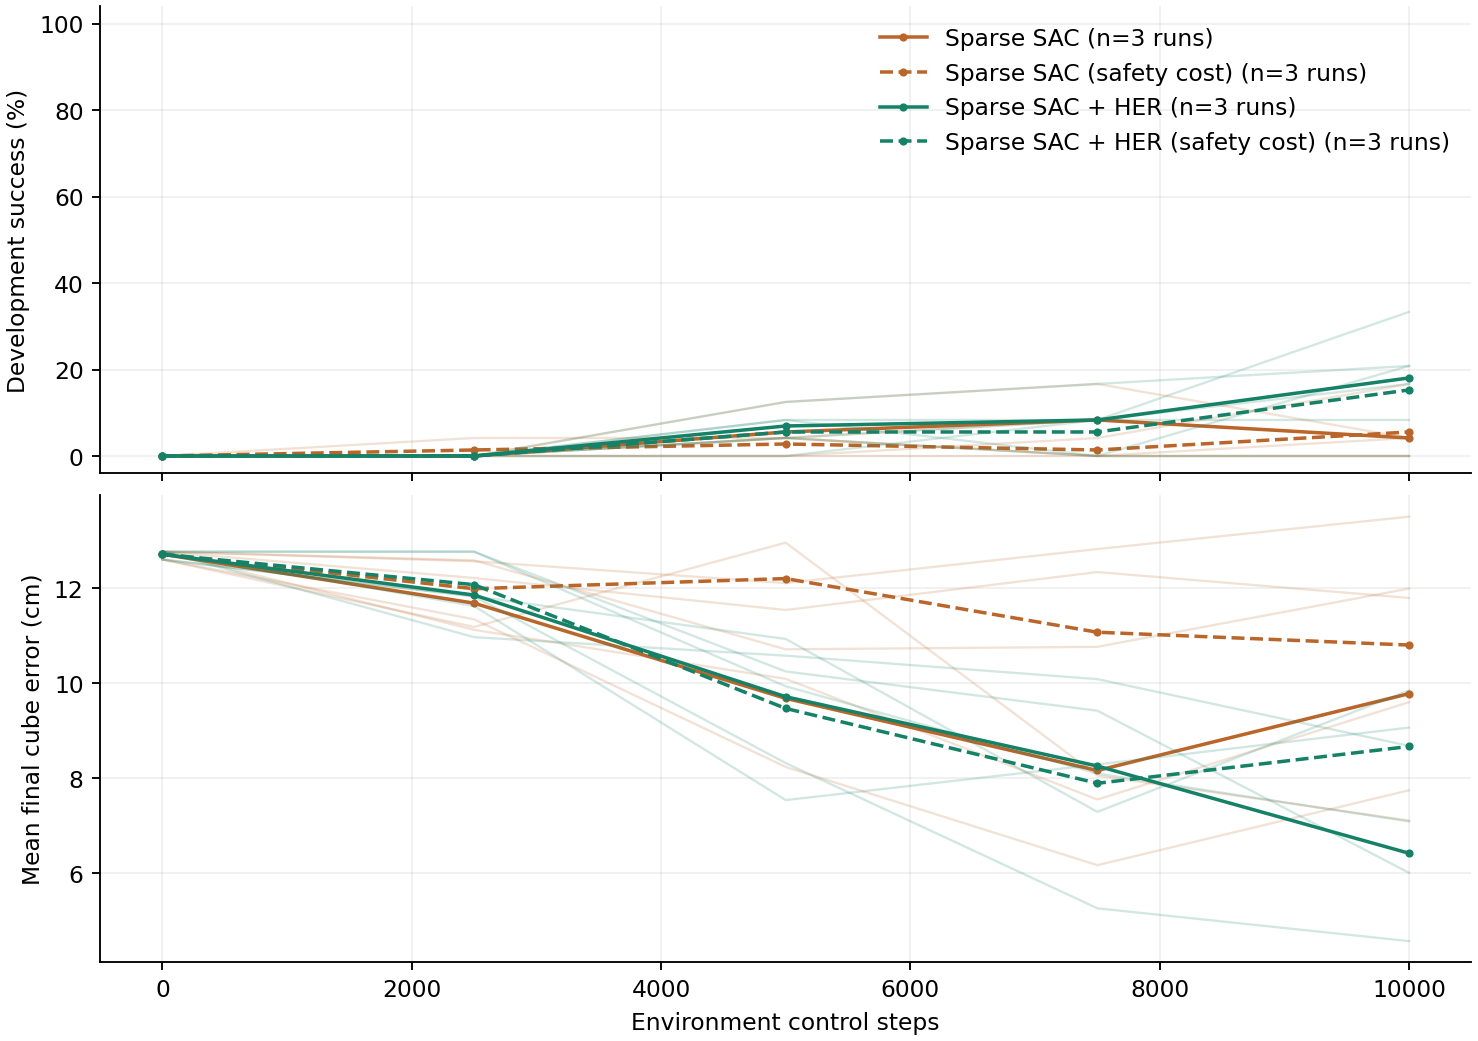 100
80
60
40
20
0
Development success (%)
Sparse SAC (n=3 runs)
Sparse SAC (safety cost) (n=3 runs)
Sparse SAC + HER (n=3 runs)
Sparse SAC + HER (safety cost) (n=3 runs)
12
10
8
6
Mean final cube error (cm)
0 2000 4000 6000 8000 10000
Environment control steps